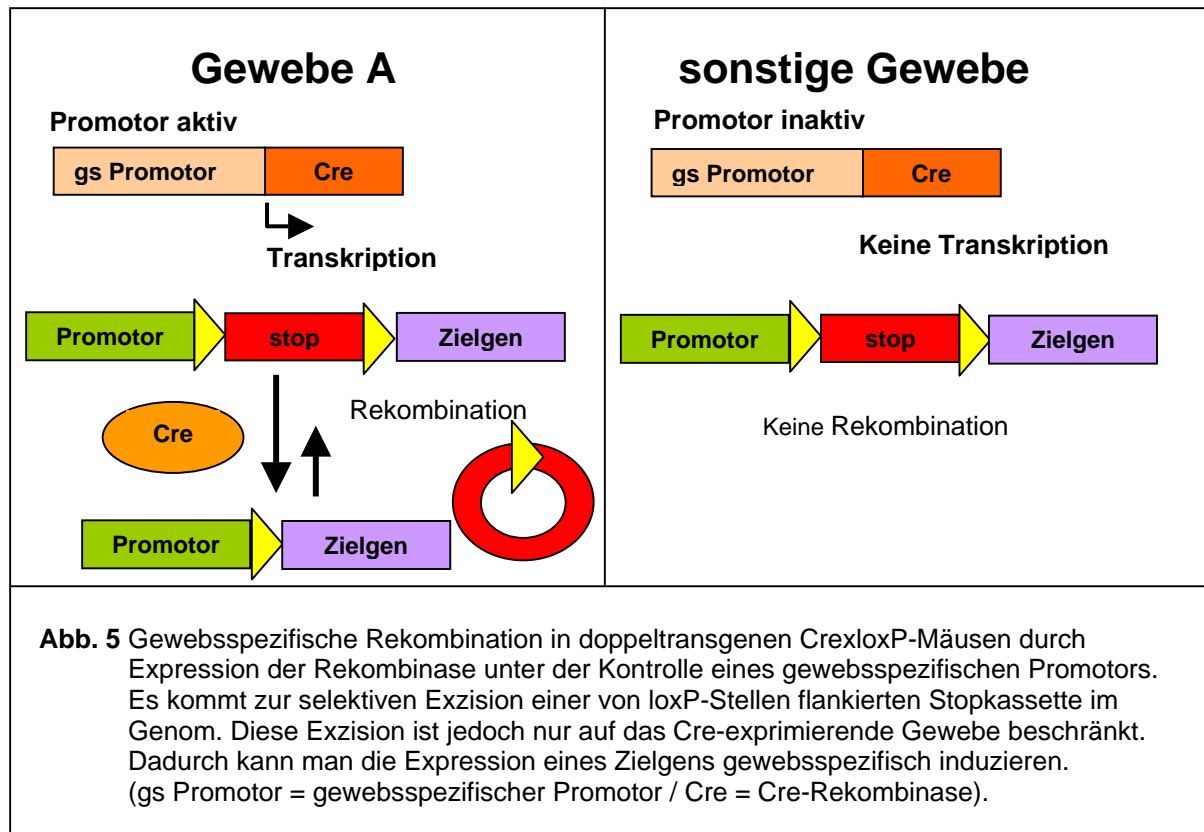 Gewebe A
Promotor aktiv
gs Promotor
Cre
Transkription
Promotor
stop
Zielgen
Rekombination
Cre
Promotor
Zielgen
sonstige Gewebe
Promotor inaktiv
gs Promotor
Cre
Keine Transkription
Promotor
stop
Zielgen
Keine Rekombination
Abb. 5 Gewebsspezifische Rekombination in doppeltransgenen CrexloxP-Mäusen durch
Expression der Rekombinase unter der Kontrolle eines gewebsspezifischen Promotors.
Es kommt zur selektiven Exzision einer von loxP-Stellen flankierten Stopkassette im
Genom. Diese Exzision ist jedoch nur auf das Cre-exprimierende Gewebe beschränkt.
Dadurch kann man die Expression eines Zielgens gewebsspezifisch induzieren.
(gs Promotor = gewebsspezifischer Promotor / Cre = Cre-Rekombinase).